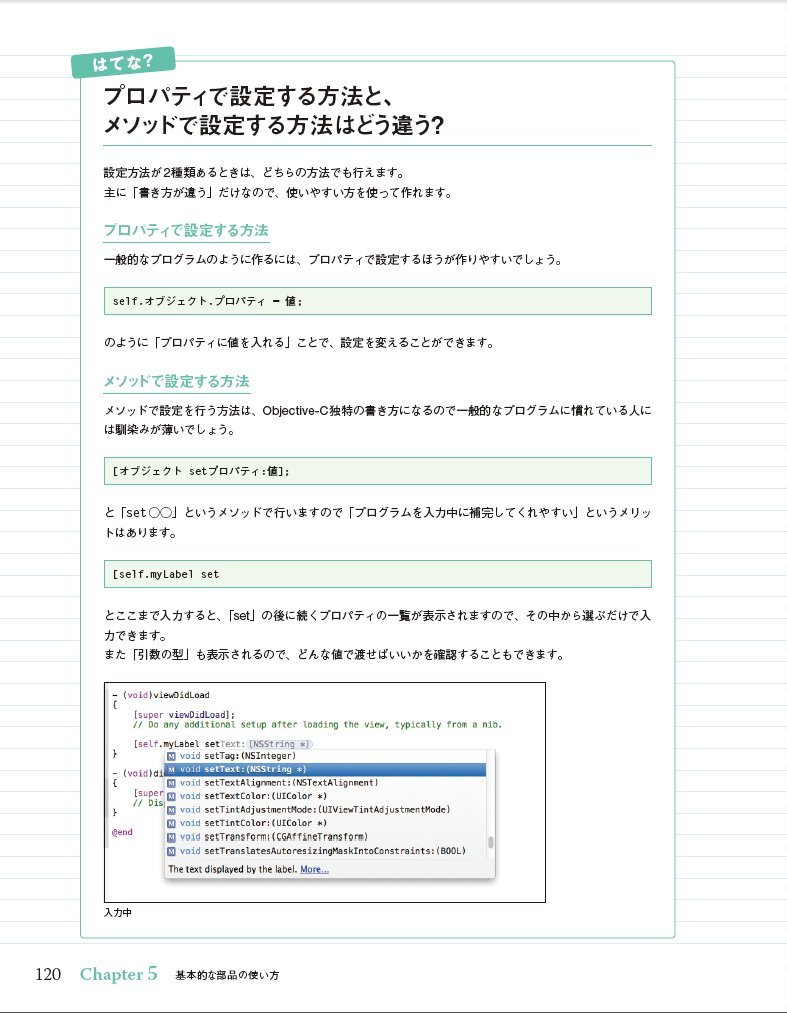 はてな?
プロパティで設定する方法と、
メソッドで設定する方法はどう違う?
設定方法が2種類あるときは、どちらの方法でも行えます。
主に「書き方が違う」だけなので、使いやすい方を使って作れます。
プロパティで設定する方法
一般的なプログラムのように作るには、プロパティで設定するほうが作りやすいでしょう。
self.オブジェクト.プロパティ = 値;
のように「プロパティに値を入れる」ことで、設定を変えることができます。
メソッドで設定する方法
メソッドで設定を行う方法は、Objective-C独特の書き方になるので一般的なプログラムに慣れている人に
は馴染みが薄いでしょう。
[オブジェクト setプロパティ:値];
と「set○○」というメソッドで行いますので「プログラムを入力中に補完してくれやすい」というメリッ
トはあります。
[self.myLabel set
とここまで入力すると、「set」の後に続くプロパティの一覧が表示されますので、その中から選ぶだけで入
力できます。
また「引数の型」も表示されるので、どんな値で渡せばいいかを確認することもできます。
- (void)viewDidLoad
{
[super viewDidLoad];
// Do any additional setup after loading the view, typically from a nib.
[self.myLabel setText:(NSString *)
}
M void setTag:(NSInteger)
- (void)di
M void setText:(NSString *)
{
M void setTextAlignment:(NSTextAlignment)
[super
M void setTextColor:(UIColor *)
// Dis
M void setTintAdjustmentMode:(UIViewTintAdjustmentMode)
}
M void setTintColor:(UIColor *)
@end
M void setTransform:(CGAffineTransform)
M void setTranslatesAutoresizingMaskIntoConstraints:(BOOL)
The text displayed by the label. More...
入力中
120 Chapter 5 基本的な部品の使い方